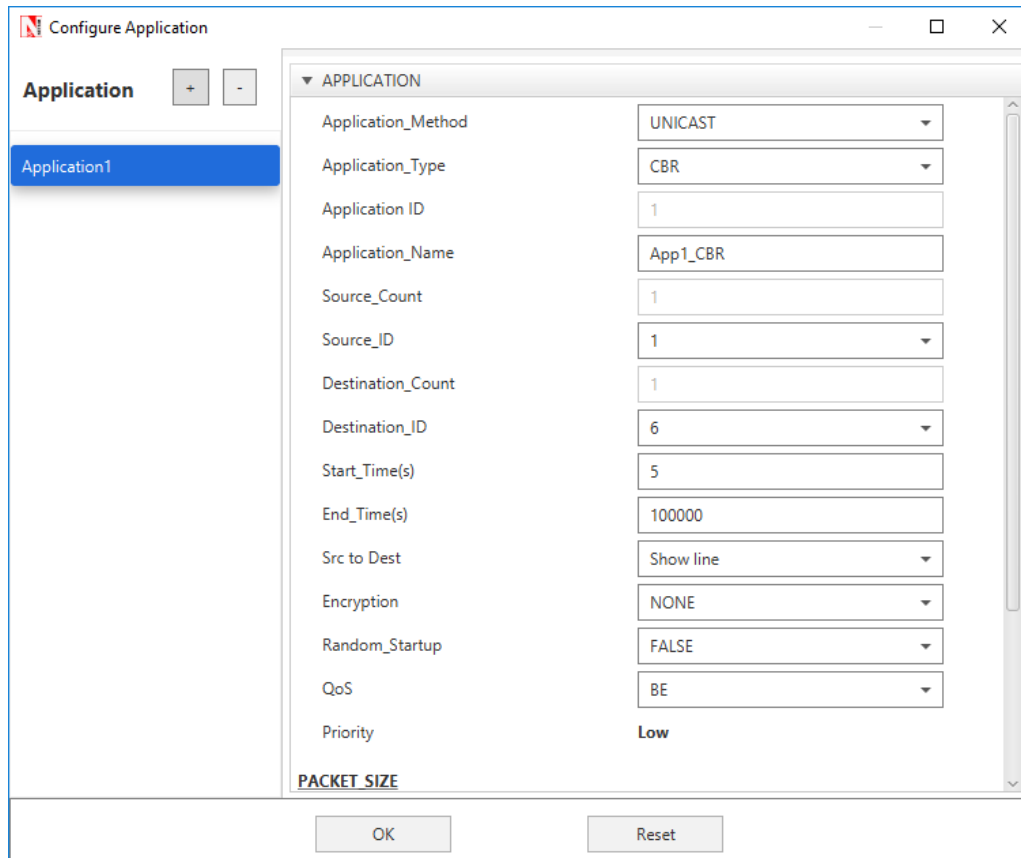 Configure Application
Application + -
Application1
APPLICATION
Application_Method UNICAST
Application_Type CBR
Application ID 1
Application_Name App1_CBR
Source_Count 1
Source_ID 1
Destination_Count 1
Destination_ID 6
Start_Time(s) 5
End_Time(s) 100000
Src to Dest Show line
Encryption NONE
Random_Startup FALSE
QoS BE
Priority Low
PACKET_SIZE
OK Reset